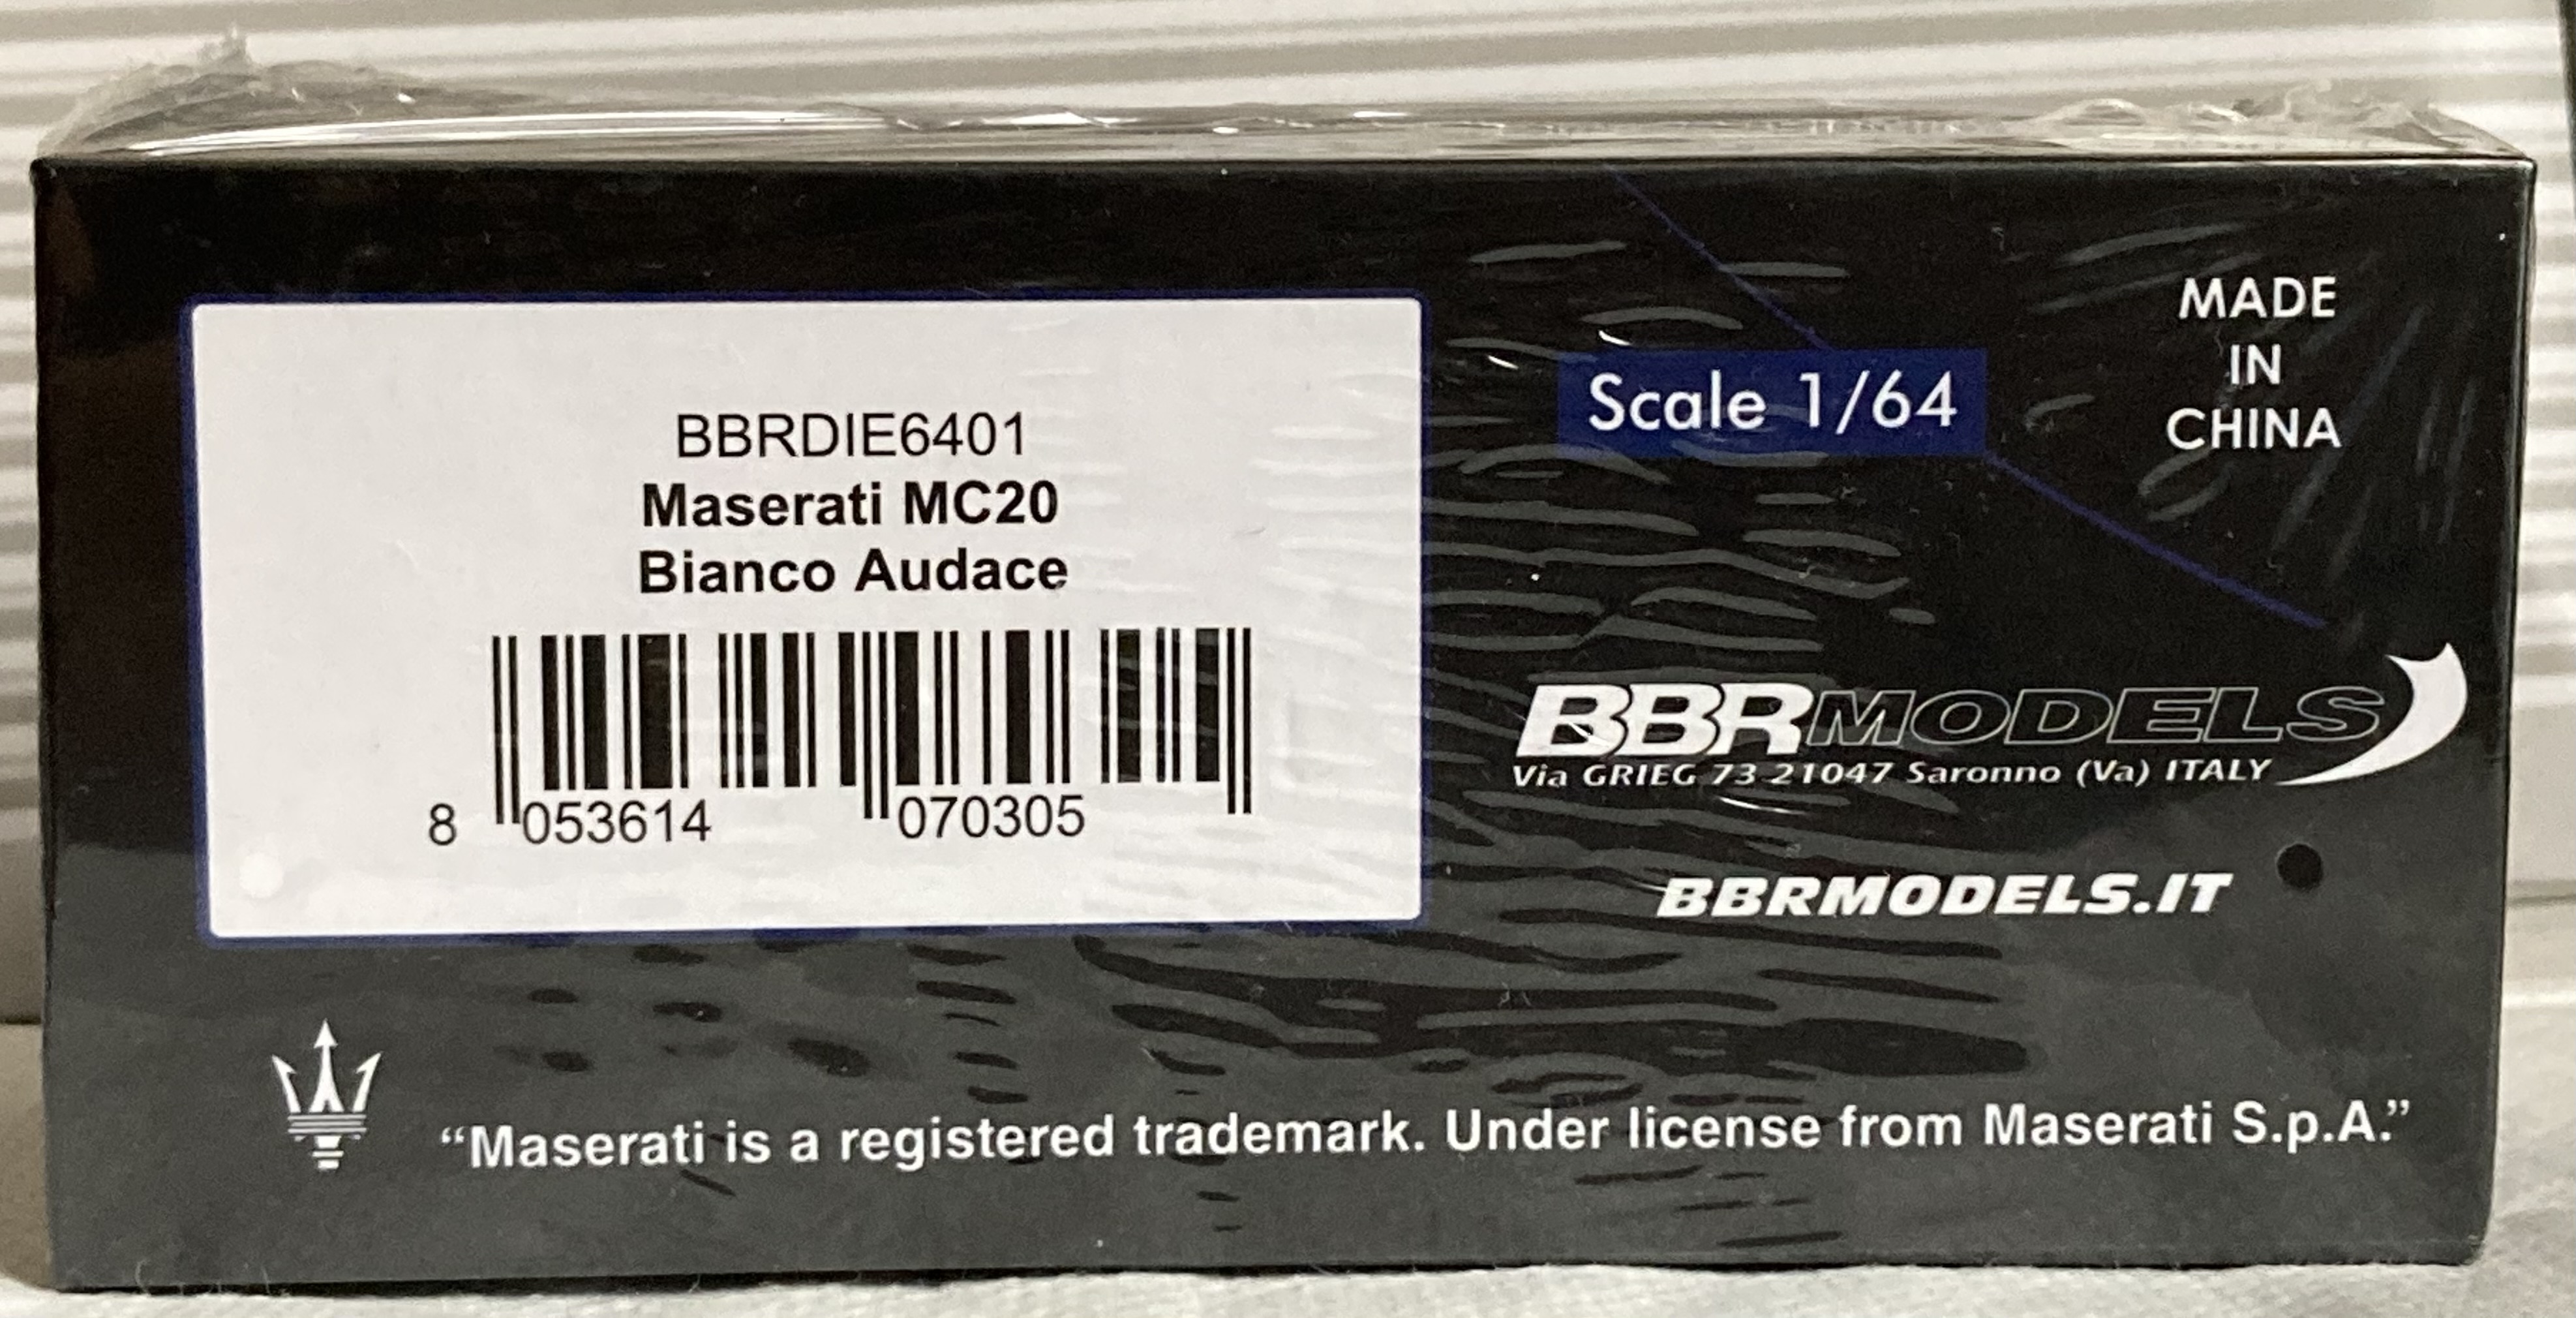 BBRDIE6401
Maserati MC20
Bianco Audace
8 053614 070305
Scale 1/64
MADE
IN
CHINA
BBRMODELS
Via GRIEG 73 21047 Saronno (Va) ITALY
BBRMODELS.IT
“Maserati is a registered trademark. Under license from Maserati S.p.A.”